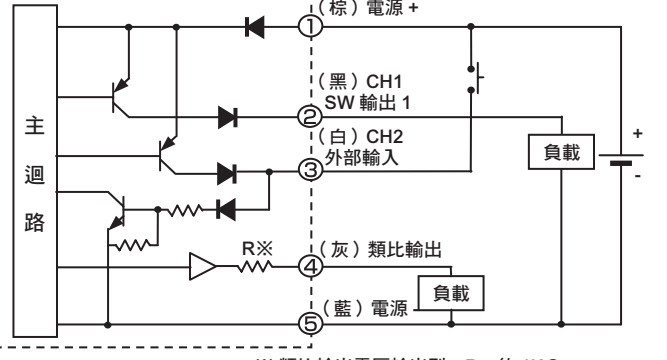 (棕)電源 +
①
(黑)CH1
SW 輸出 1
②
(白)CH2
外部輸入
③
主迴路
負載
+
-
R※
(灰)類比輸出
④
負載
(藍)電源 -
⑤